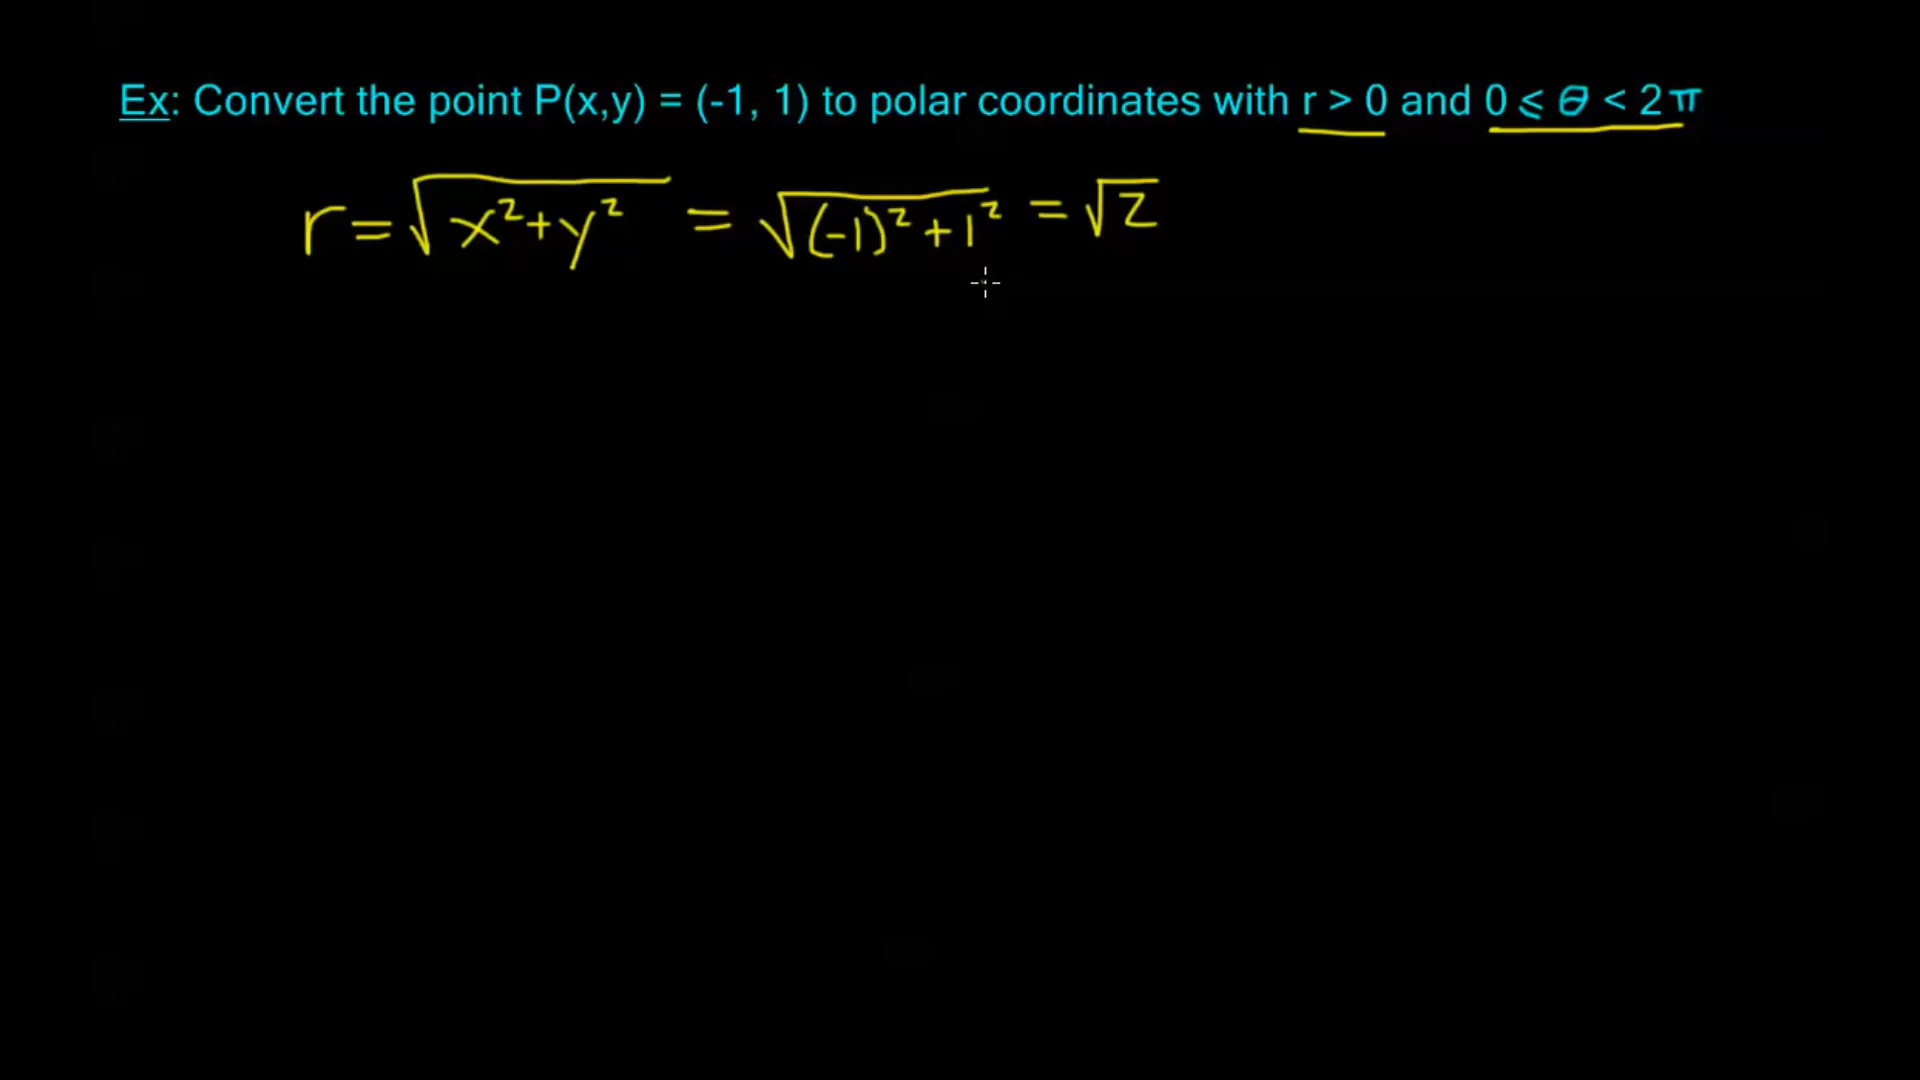 Ex: Convert the point P(x,y) = (-1, 1) to polar coordinates with r > 0 and 0 ⩽ θ < 2π
r = √x²+y² = √(-1)²+1² = √2